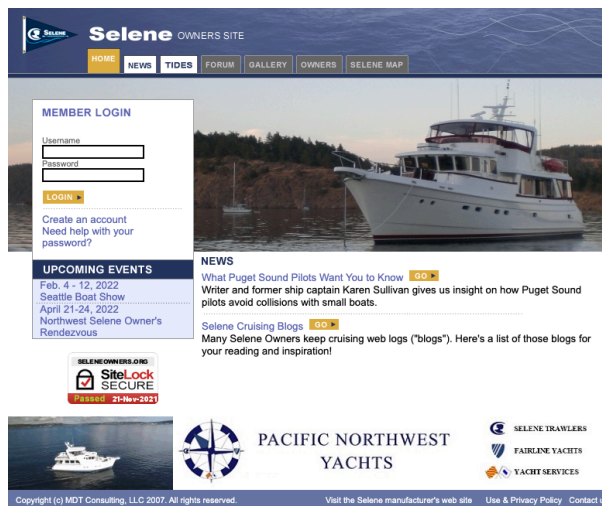 SELENE
Selene OWNERS SITE
HOME NEWS TIDES FORUM GALLERY OWNERS SELENE MAP
MEMBER LOGIN
Username
Password
LOGIN
Create an account
Need help with your
password?
UPCOMING EVENTS
Feb. 4 - 12, 2022
Seattle Boat Show
April 21-24, 2022
Northwest Selene Owner's
Rendezvous
NEWS
What Puget Sound Pilots Want You to Know GO
Writer and former ship captain Karen Sullivan gives us insight on how Puget Sound
pilots avoid collisions with small boats.
Selene Cruising Blogs GO
Many Selene Owners keep cruising web logs ("blogs"). Here's a list of those blogs for
your reading and inspiration!
SELENEOWNERS.ORG
SiteLock
SECURE
Passed 21-Nov-2021
PACIFIC NORTHWEST
YACHTS
SELENE TRAWLERS
FAIRLINE YACHTS
YACHT SERVICES
Copyright (c) MDT Consulting, LLC 2007. All rights reserved. Visit the Selene manufacturer's web site Use & Privacy Policy Contact